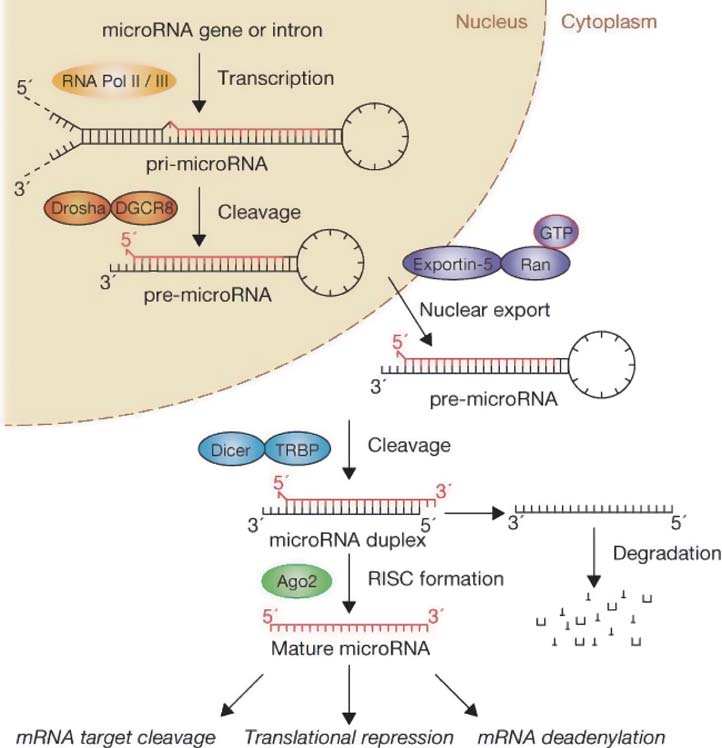 Nucleus
Cytoplasm
microRNA gene or intron
RNA Pol II / III
Transcription
5´
3´
pri-microRNA
Drosha
DGCR8
Cleavage
5´
3´
pre-microRNA
GTP
Exportin-5
Ran
Nuclear export
5´
3´
pre-microRNA
Dicer
TRBP
Cleavage
5´
3´
3´
5´
microRNA duplex
3´
5´
Degradation
Ago2
RISC formation
5´
3´
Mature microRNA
mRNA target cleavage
Translational repression
mRNA deadenylation